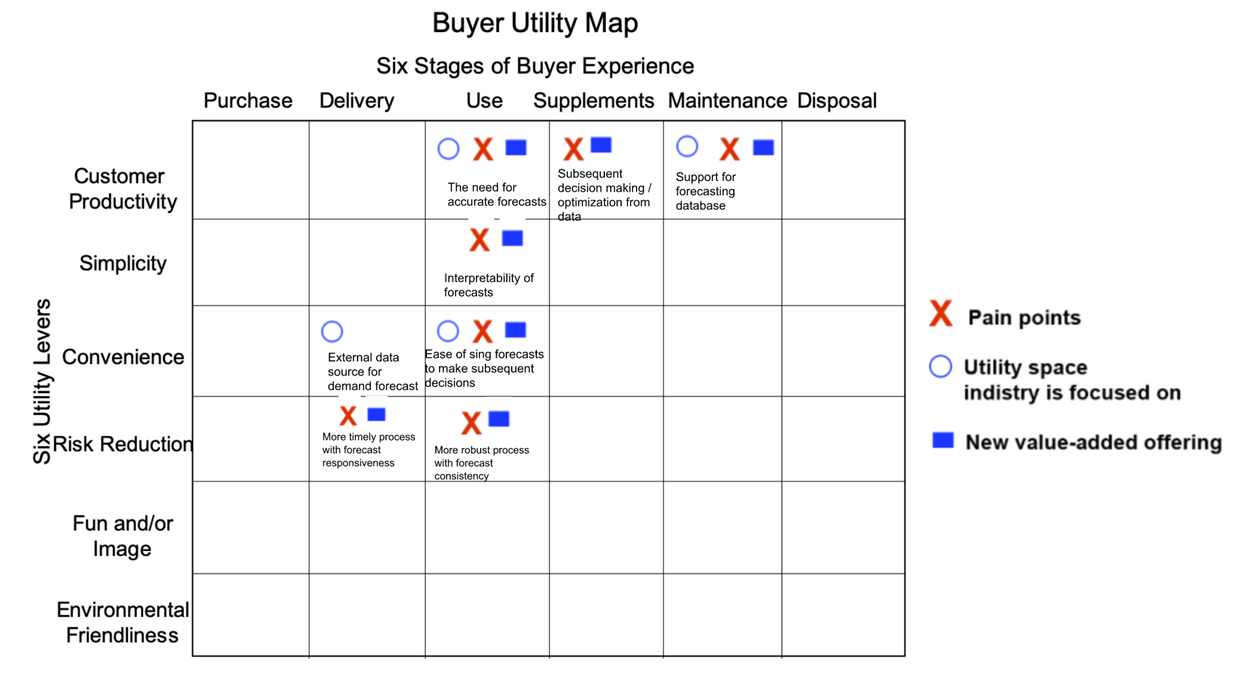 Buyer Utility Map
Six Stages of Buyer Experience
Purchase Delivery Use Supplements Maintenance Disposal
Six Utility Levers
Customer
Productivity
X
The need for
accurate forecasts
X
Subsequent
decision making /
optimization from
data
X
Support for
forecasting
database
Simplicity
X
Interpretability of
forecasts
Convenience
External data
source for
demand forecast
X
Ease of sing forecasts
to make subsequent
decisions
Risk Reduction
X
More timely process
with forecast
responsiveness
X
More robust process
with forecast
consistency
Fun and/or
Image
Environmental
Friendliness
X Pain points
Utility space
indistry is focused on
New value-added offering